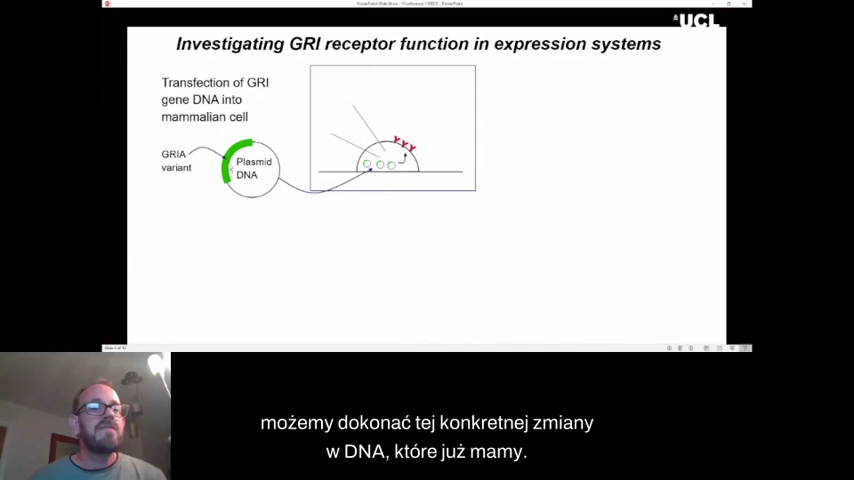 PowerPoint
UCL
Investigating GRI receptor function in expression systems
Transfection of GRI
gene DNA into
mammalian cell
GRIA
variant
Plasmid
DNA
możemy dokonać tej konkretnej zmiany
w DNA, które już mamy.